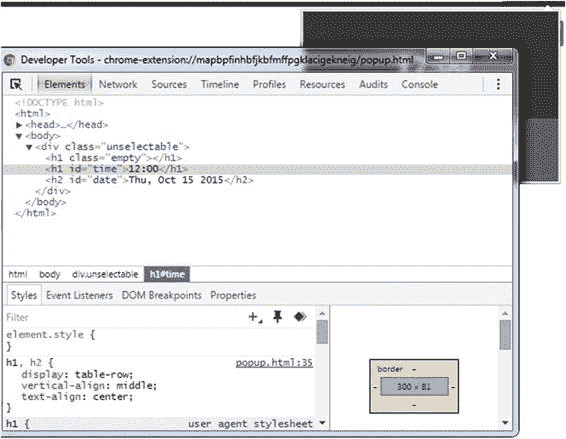 Developer Tools - chrome-extension://mapbpfinhbfjkbfmffpgklacigekneig/popup.html
Elements Network Sources Timeline Profiles Resources Audits Console
<!DOCTYPE html>
<html>
▶<head>…</head>
▼<body>
▼<div class="unselectable">
<h1 class="empty"></h1>
<h1 id="time">12:00</h1>
<h2 id="date">Thu, Oct 15 2015</h2>
</div>
</body>
</html>
html body div.unselectable h1#time
Styles Event Listeners DOM Breakpoints Properties
Filter
element.style {
}
h1, h2 { popup.html:35
display: table-row;
vertical-align: middle;
text-align: center;
}
h1 { user agent stylesheet
border -
- 300 × 81 -
-